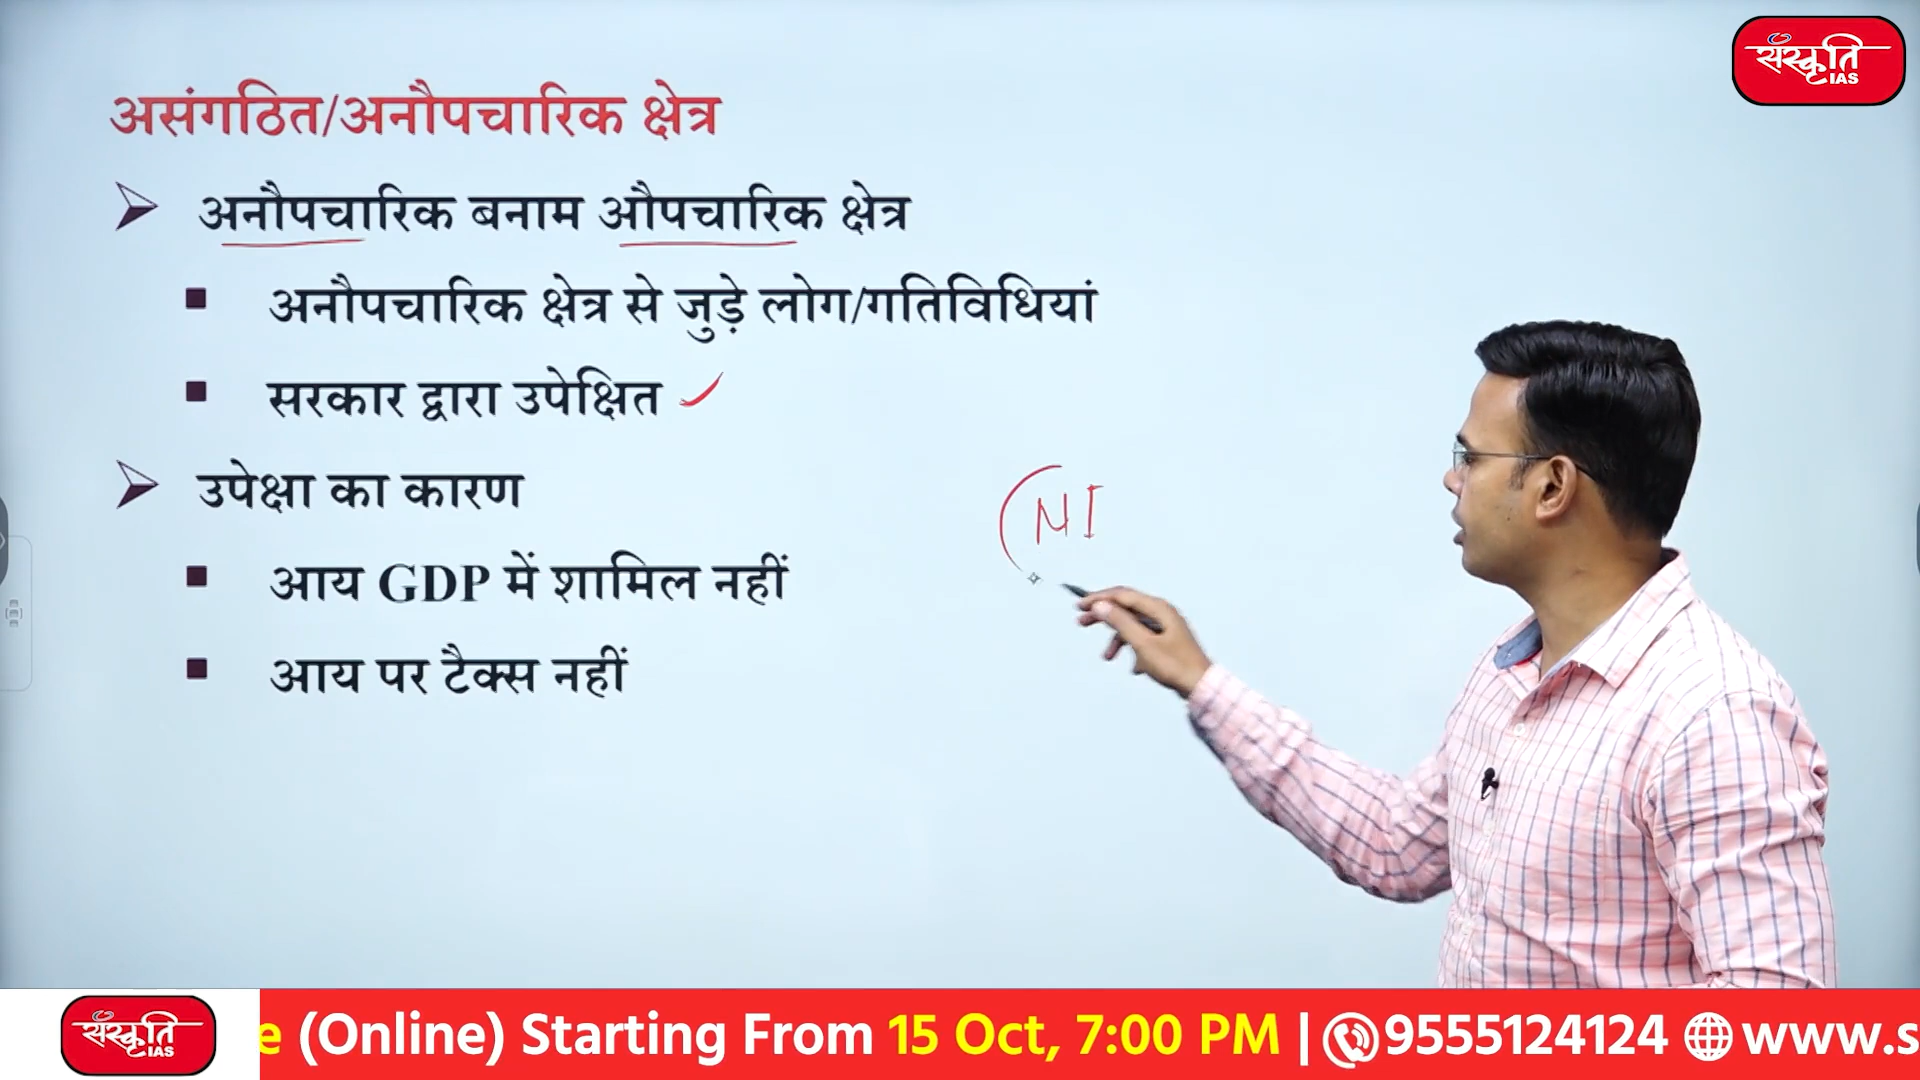 संस्कृति
IAS
असंगठित/अनौपचारिक क्षेत्र
अनौपचारिक बनाम औपचारिक क्षेत्र
अनौपचारिक क्षेत्र से जुड़े लोग/गतिविधियां
सरकार द्वारा उपेक्षित
उपेक्षा का कारण
NI
आय GDP में शामिल नहीं
आय पर टैक्स नहीं
संस्कृति
IAS
e (Online) Starting From 15 Oct, 7:00 PM | 9555124124 www.s